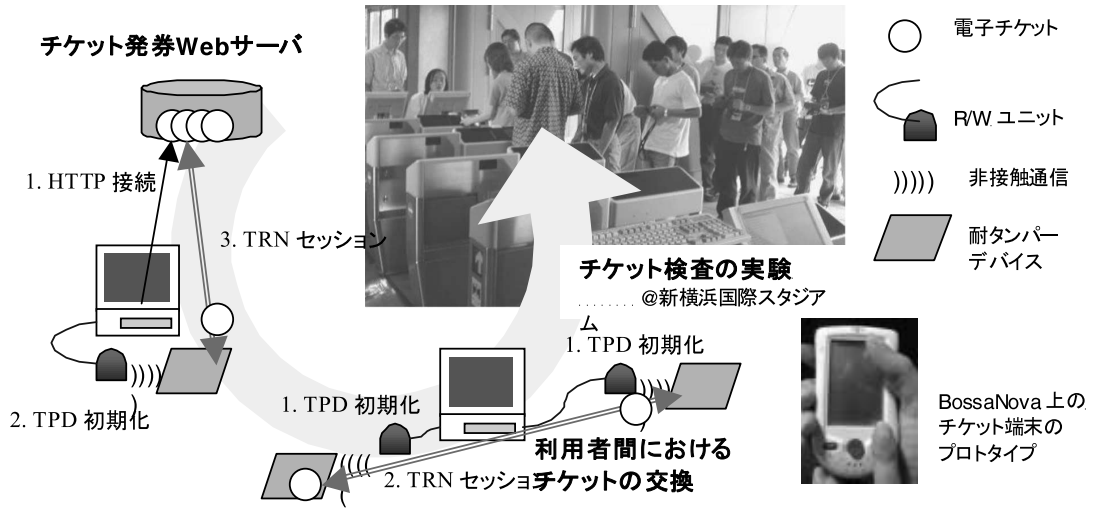 チケット発券Webサーバ
1. HTTP 接続
3. TRN セッション
2. TPD 初期化
チケット検査の実験
........ @新横浜国際スタジア
ム
1. TPD 初期化
1. TPD 初期化
利用者間における
2. TRN セッション
チケットの交換
電子チケット
R/W. ユニット
非接触通信
耐タンパー
デバイス
BossaNova 上の
チケット端末の
プロトタイプ